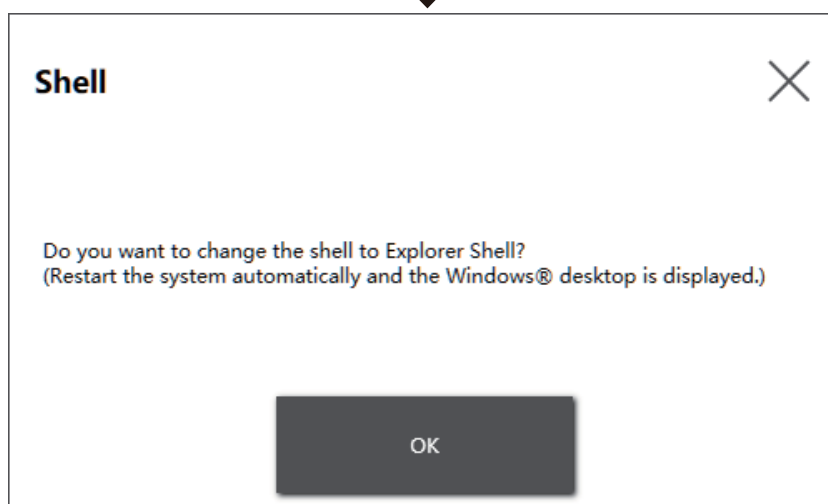 Shell
Do you want to change the shell to Explorer Shell?
(Restart the system automatically and the Windows® desktop is displayed.)
OK